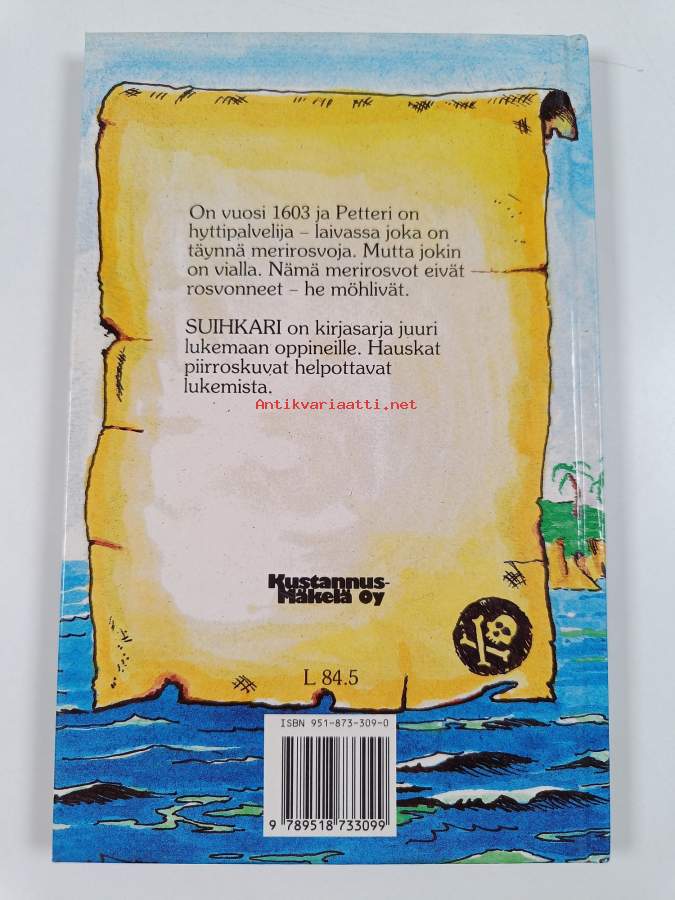 On vuosi 1603 ja Petteri on
hyttipalvelija – laivassa joka on
täynnä merirosvoja. Mutta jokin
on vialla. Nämä merirosvot eivät
rosvonneet – he möhlivät.
SUIHKARI on kirjasarja juuri
lukemaan oppineille. Hauskat
piirroskuvat helpottavat
lukemista.
Antikvariaatti.net
Kustannus-
Mäkelä Oy
L 84.5
ISBN 951-873-309-0
9 789518 733099